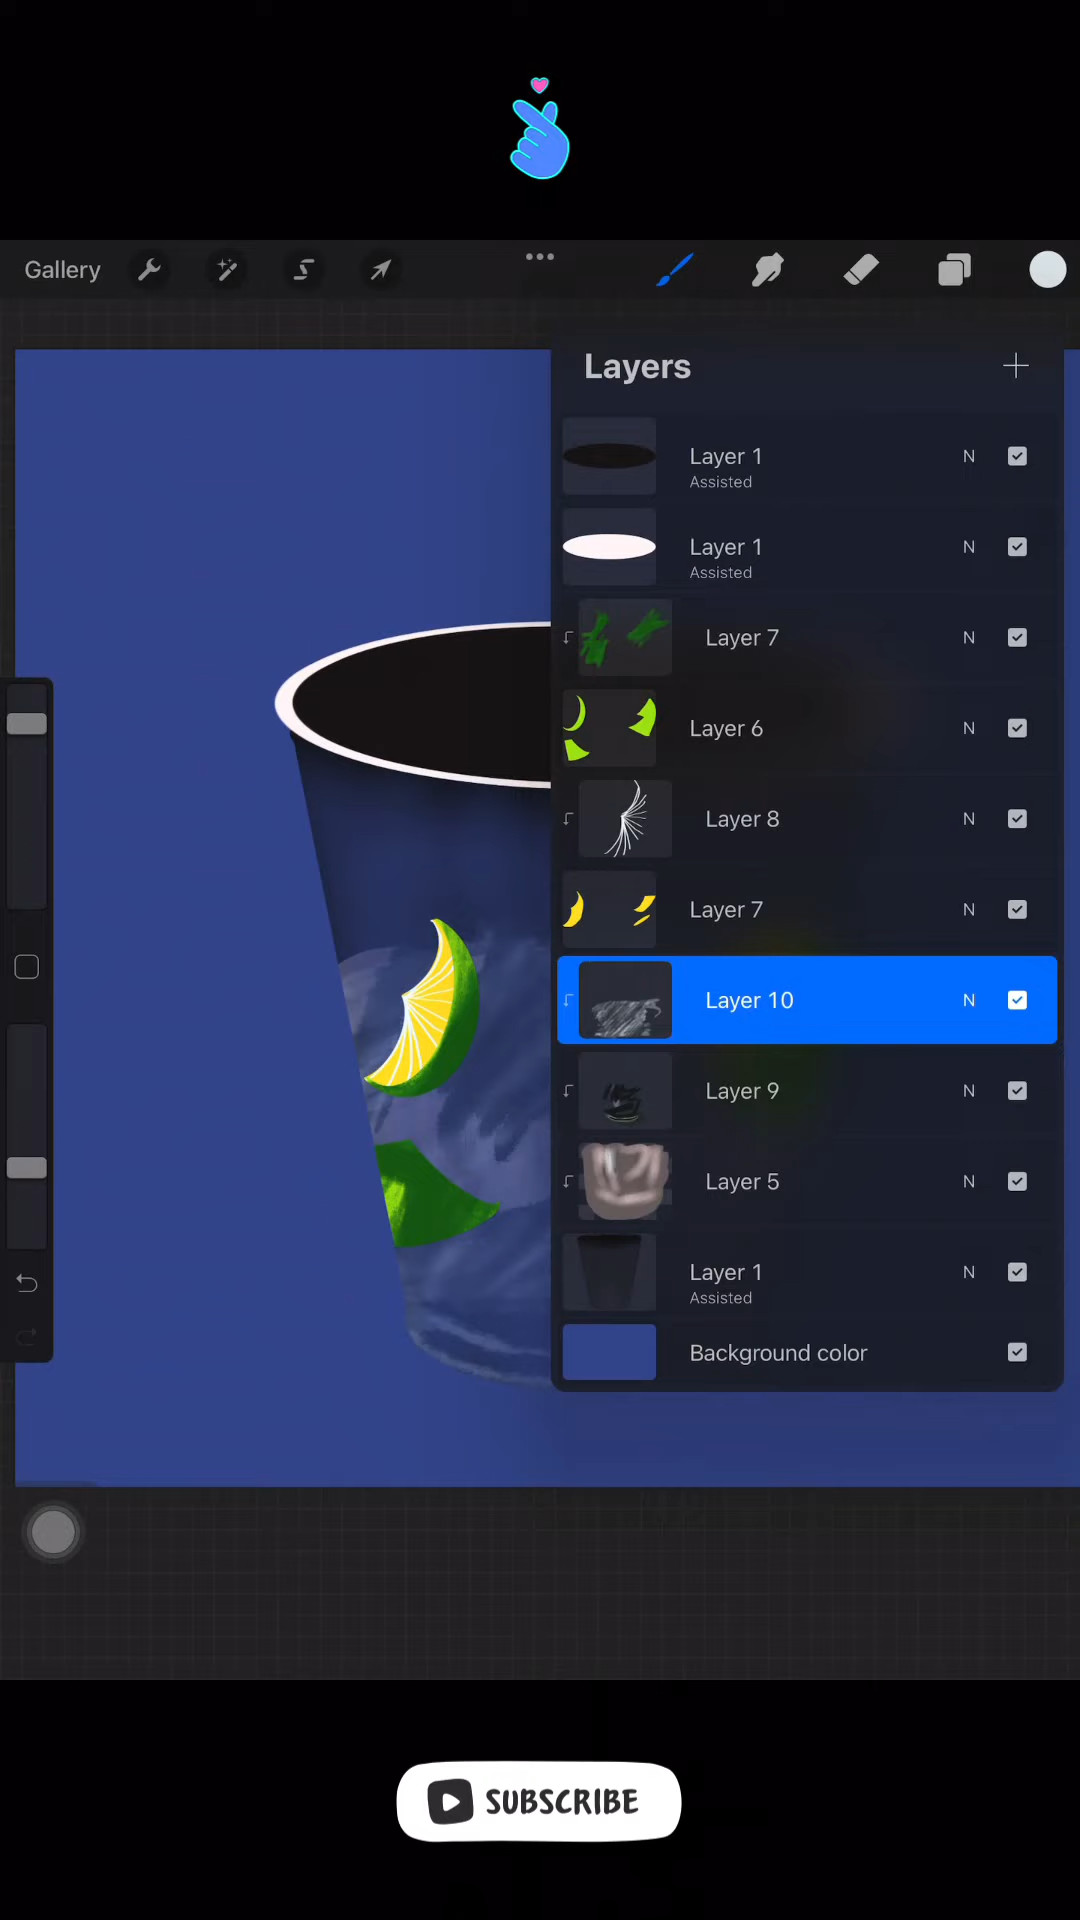 Gallery
Layers
Layer 1
N
Assisted
Layer 1
N
Assisted
Layer 7
N
Layer 6
N
Layer 8
N
Layer 7
N
Layer 10
N
Layer 9
N
Layer 5
N
Layer 1
N
Assisted
Background color
SUBSCRIBE